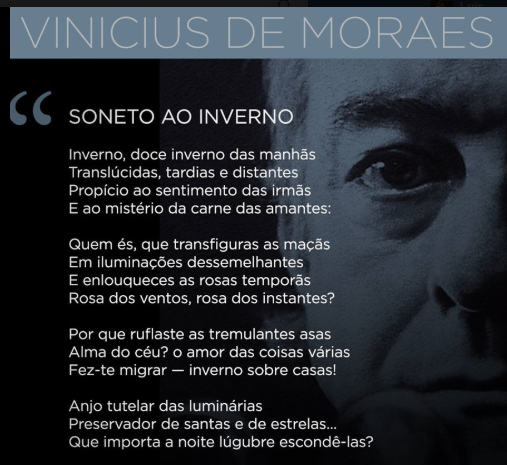 VINICIUS DE MORAES
“
SONETO AO INVERNO
Inverno, doce inverno das manhãs
Translúcidas, tardias e distantes
Propício ao sentimento das irmãs
E ao mistério da carne das amantes:
Quem és, que transfiguras as maçãs
Em iluminações dessemelhantes
E enlouqueces as rosas temporãs
Rosa dos ventos, rosa dos instantes?
Por que ruflaste as tremulantes asas
Alma do céu? o amor das coisas várias
Fez-te migrar — inverno sobre casas!
Anjo tutelar das luminárias
Preservador de santas e de estrelas...
Que importa a noite lúgubre escondê-las?